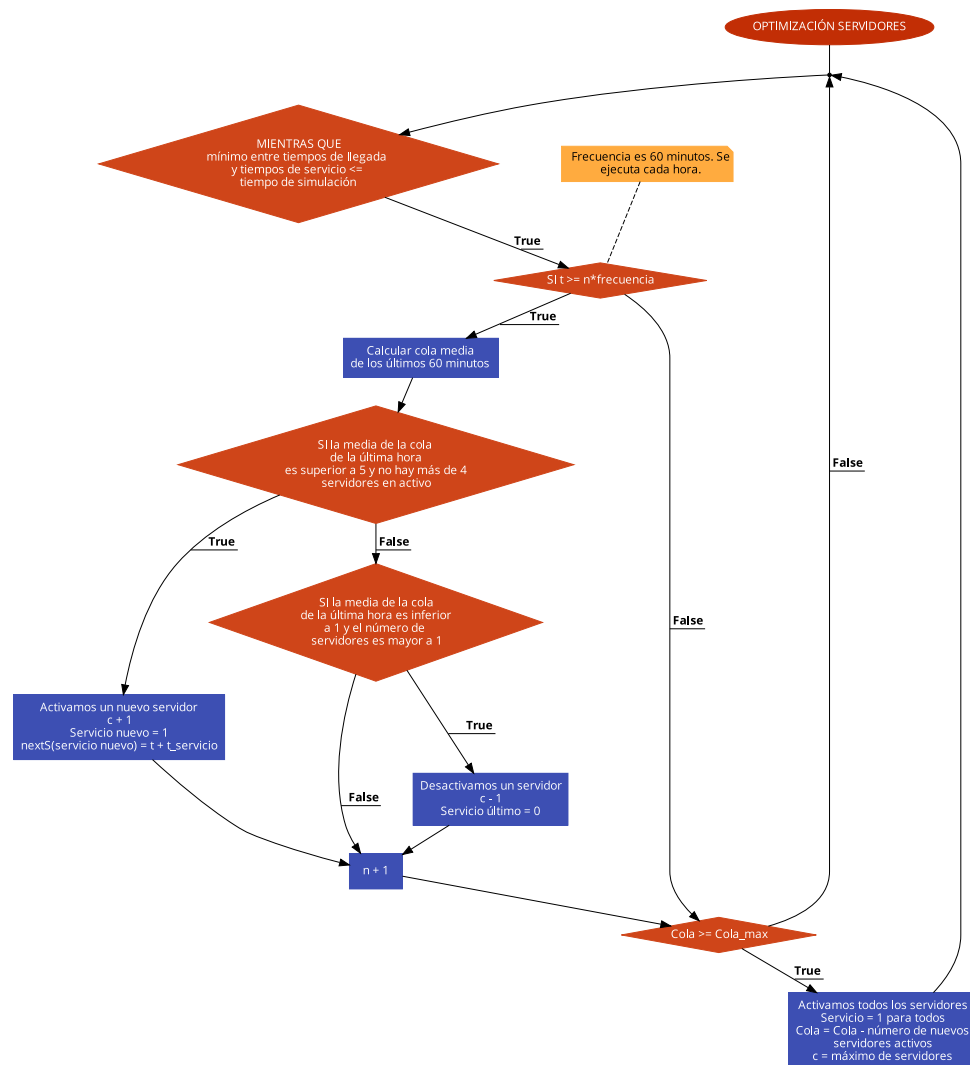 OPTIMIZACIÓN SERVIDORES
MIENTRAS QUE
mínimo entre tiempos de llegada
y tiempos de servicio <=
tiempo de simulación
Frecuencia es 60 minutos. Se
ejecuta cada hora.
True
SI t >= n*frecuencia
True
Calcular cola media
de los últimos 60 minutos
SI la media de la cola
de la última hora
es superior a 5 y no hay más de 4
servidores en activo
False
True
False
SI la media de la cola
de la última hora es inferior
a 1 y el número de
servidores es mayor a 1
False
Activamos un nuevo servidor
c + 1
Servicio nuevo = 1
nextS(servicio nuevo) = t + t_servicio
True
Desactivamos un servidor
c - 1
Servicio último = 0
False
n + 1
Cola >= Cola_max
True
Activamos todos los servidores
Servicio = 1 para todos
Cola = Cola - número de nuevos
servidores activos
c = máximo de servidores